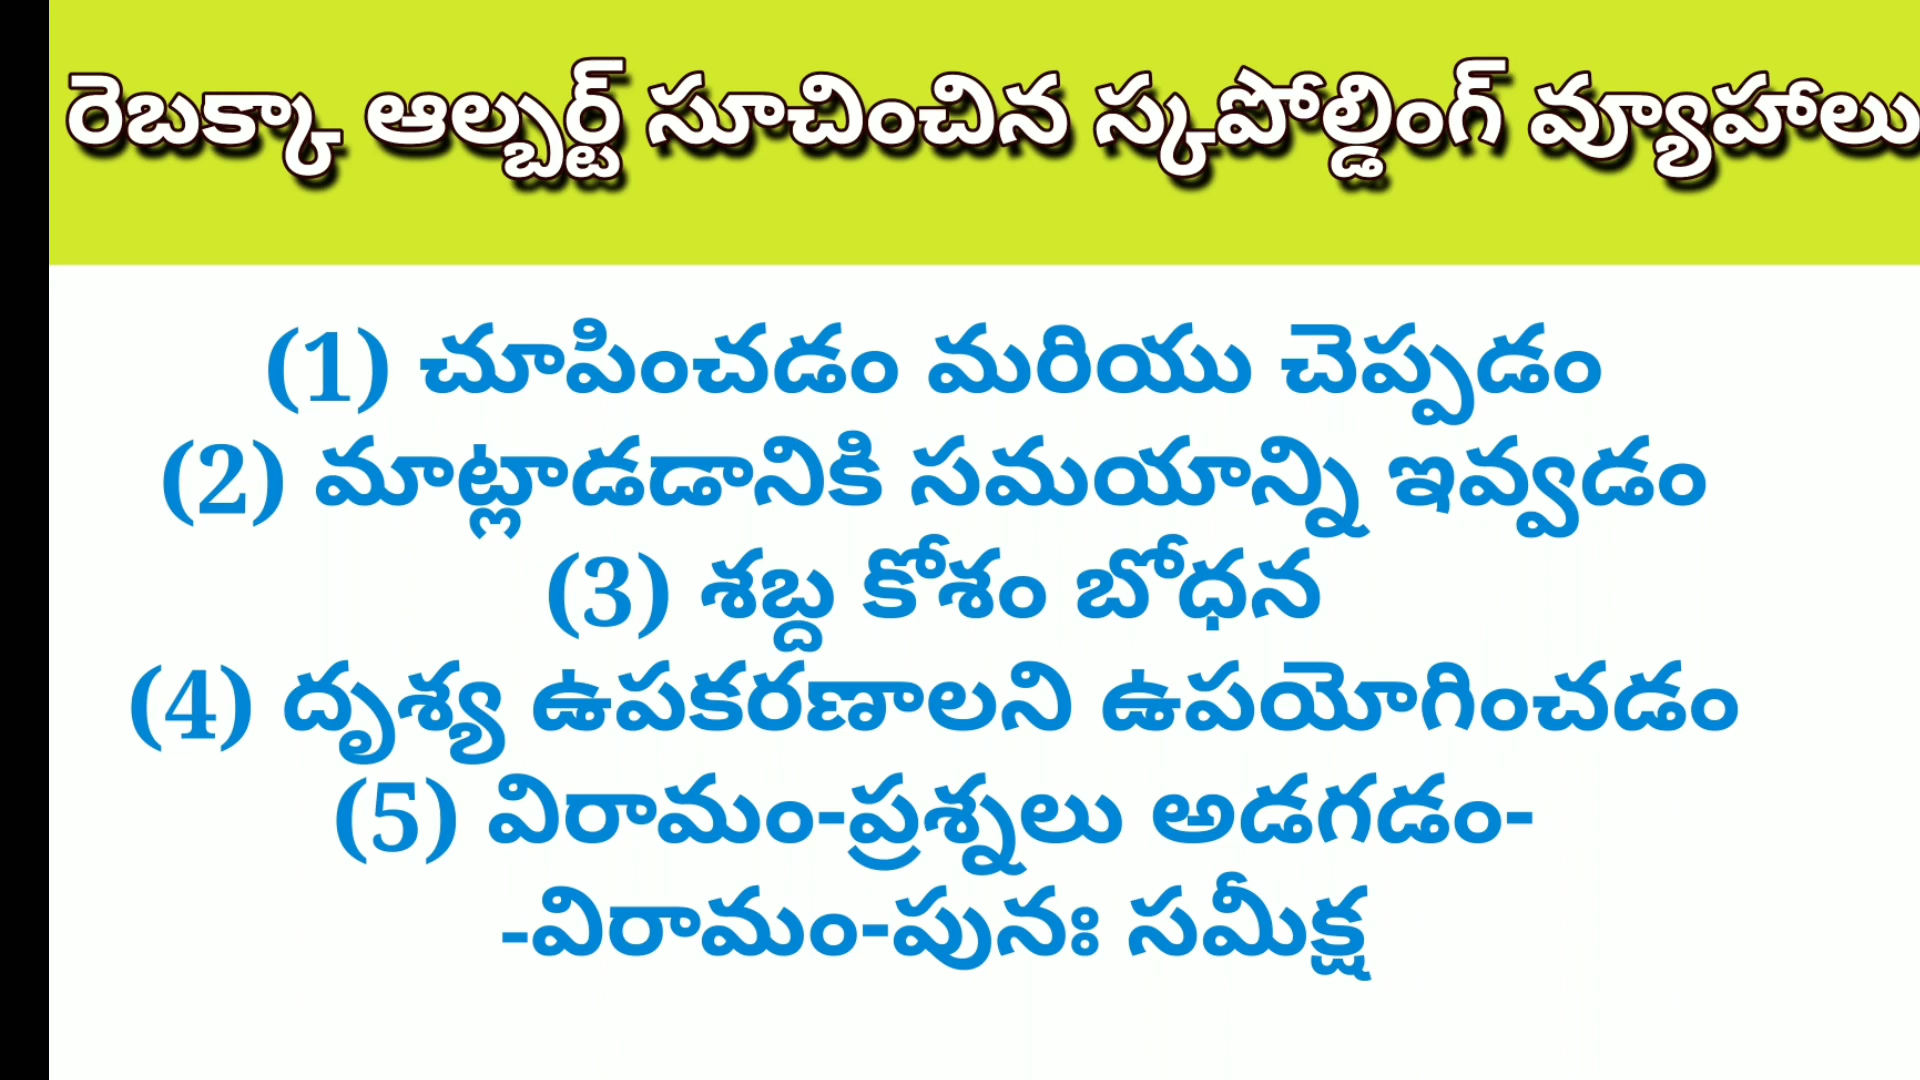 రెబక్కా ఆల్బర్ట్ సూచించిన స్కపోల్డింగ్ వ్యూహాలు
(1) చూపించడం మరియు చెప్పడం
(2) మాట్లాడడానికి సమయాన్ని ఇవ్వడం
(3) శబ్ద కోశం బోధన
(4) దృశ్య ఉపకరణాలని ఉపయోగించడం
(5) విరామం-ప్రశ్నలు అడగడం-
-విరామం-పునః సమీక్ష